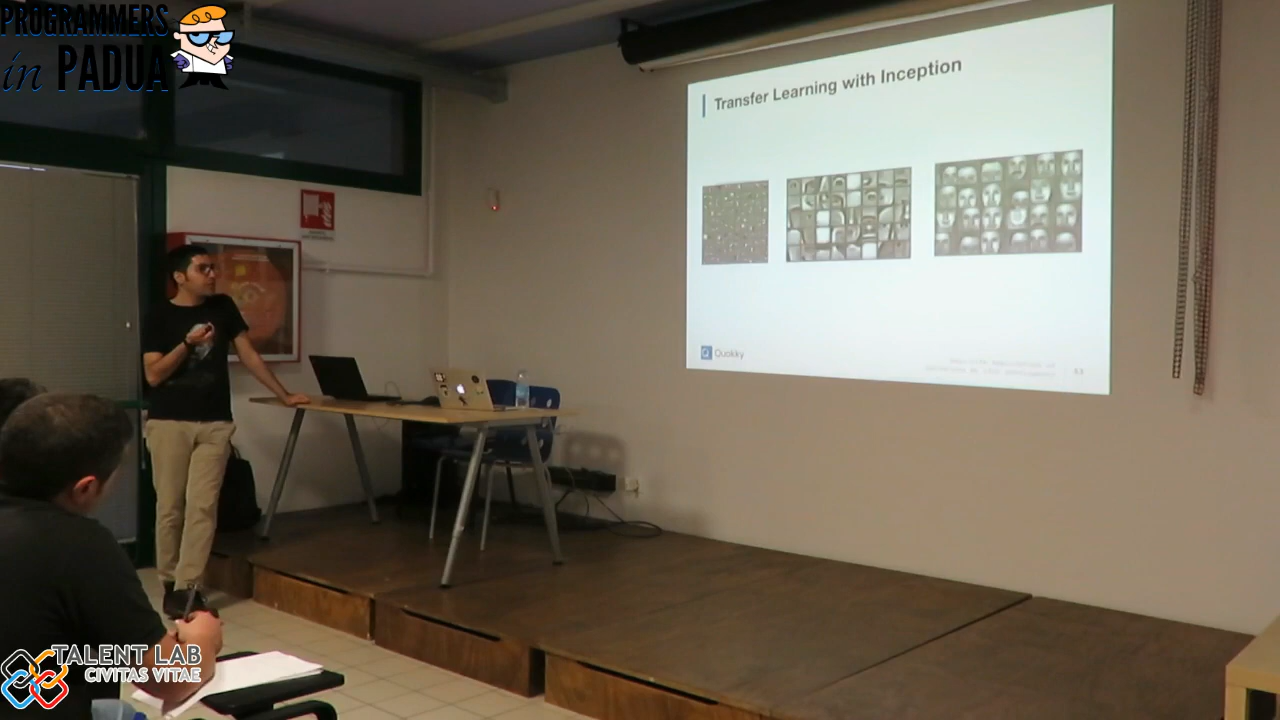 PROGRAMMERS
in PADUA
Transfer Learning with Inception
Quokky
TALENT LAB
CIVITAS VITAE